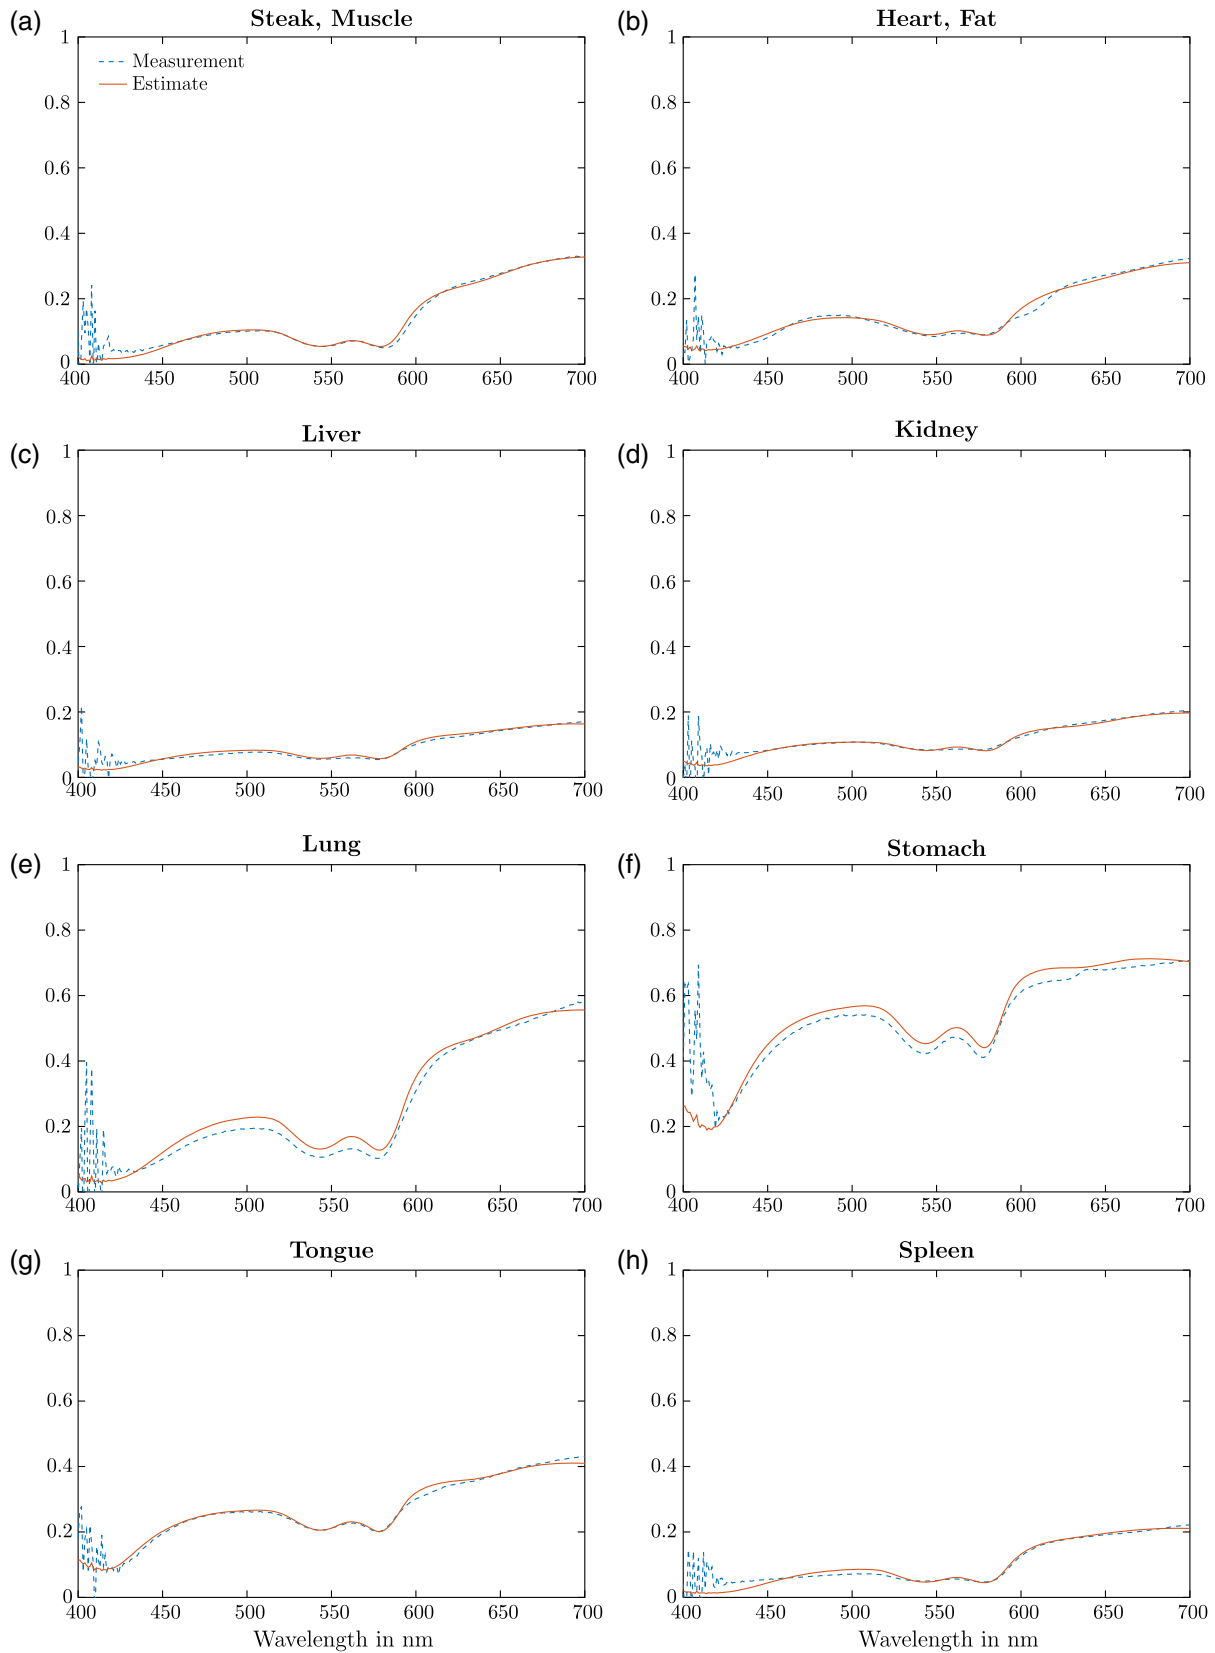 (a) Steak, Muscle
1
Measurement
Estimate
0.8
0.6
0.4
0.2
0
400 450 500 550 600 650 700
(b) Heart, Fat
1
0.8
0.6
0.4
0.2
0
400 450 500 550 600 650 700
(c) Liver
1
0.8
0.6
0.4
0.2
0
400 450 500 550 600 650 700
(d) Kidney
1
0.8
0.6
0.4
0.2
0
400 450 500 550 600 650 700
(e) Lung
1
0.8
0.6
0.4
0.2
0
400 450 500 550 600 650 700
(f) Stomach
1
0.8
0.6
0.4
0.2
0
400 450 500 550 600 650 700
(g) Tongue
1
0.8
0.6
0.4
0.2
0
400 450 500 550 600 650 700
Wavelength in nm
(h) Spleen
1
0.8
0.6
0.4
0.2
0
400 450 500 550 600 650 700
Wavelength in nm